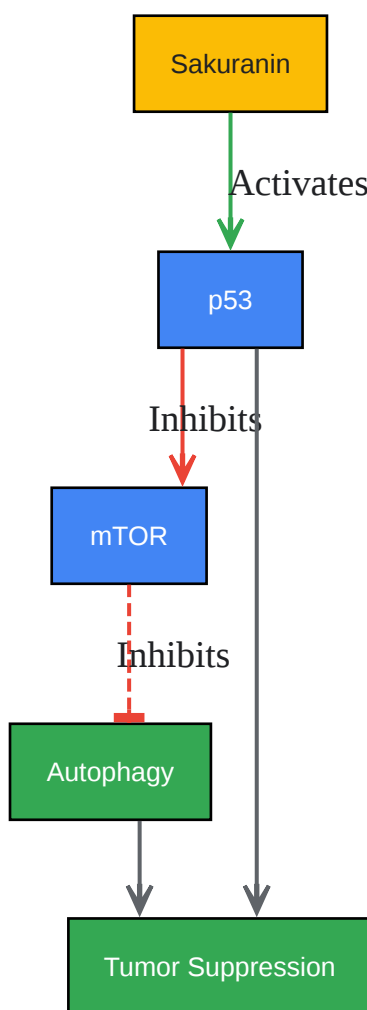 Sakuranin
Activates
p53
Inhibits
mTOR
Inhibits
Autophagy
Tumor Suppression